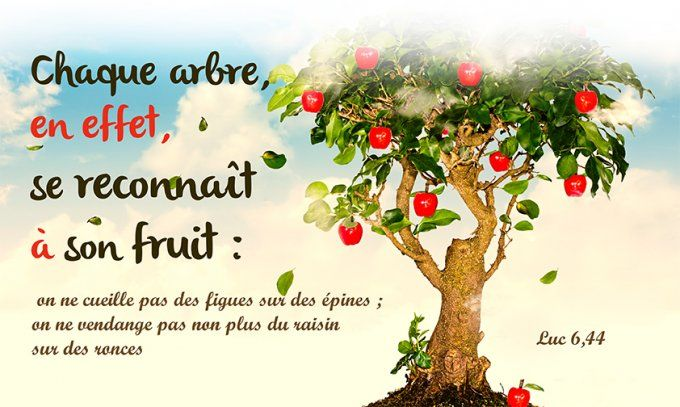 Chaque arbre,
en effet,
se reconnaît
à son fruit :
on ne cueille pas des figues sur des épines ;
on ne vendange pas non plus du raisin
sur des ronces
Luc 6,44